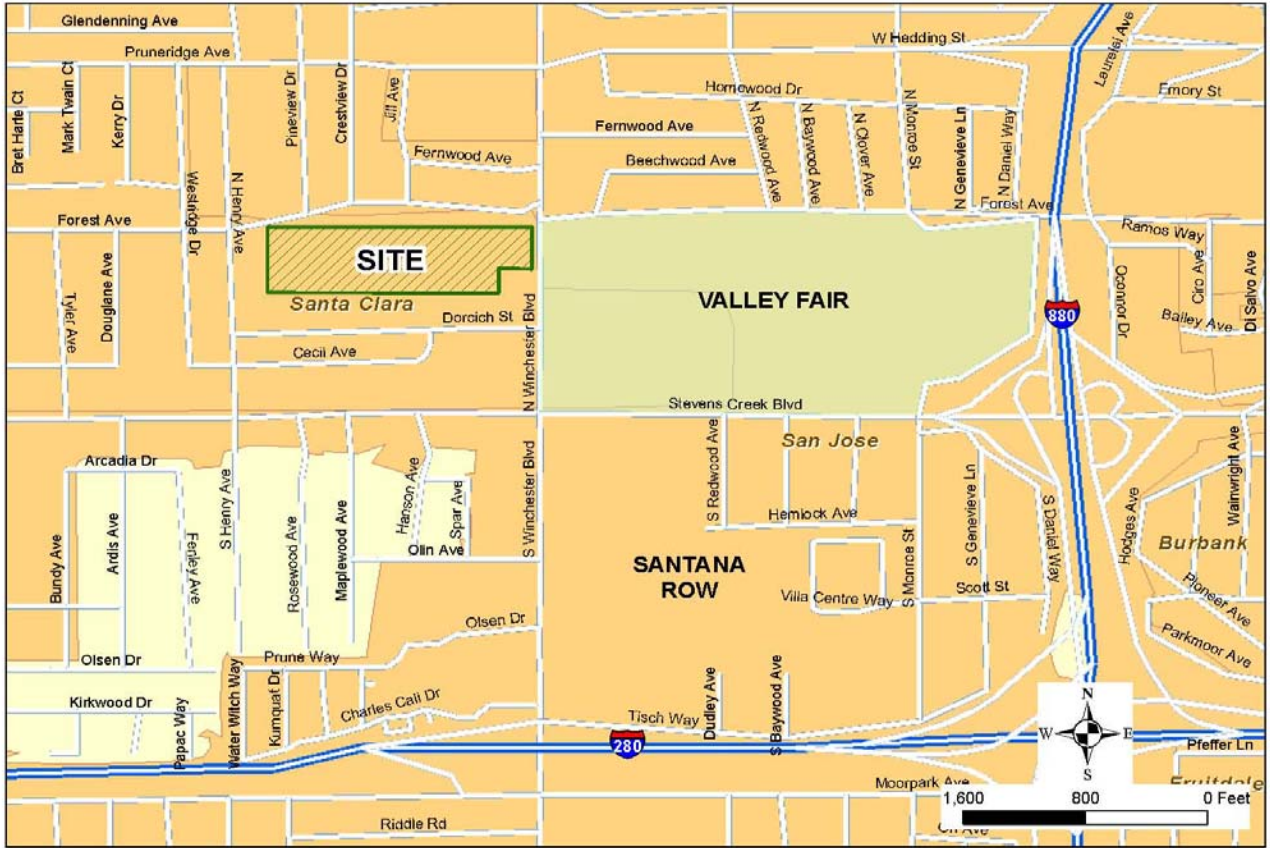 Glendenning Ave
Pruneridge Ave
W Hedding St
Laurelei Ave
Bret Harte Ct
Mark Twain Ct
Kerry Dr
Pineview Dr
Crestview Dr
Jill Ave
Homewood Dr
Emory St
Fernwood Ave
Fernwood Ave
Beechwood Ave
N Redwood Ave
N Baywood Ave
N Clover Ave
N Monroe St
N Genevieve Ln
N Daniel Way
Westridge Dr
N Henry Ave
Forest Ave
Forest Ave
Ramos Way
SITE
Santa Clara
VALLEY FAIR
880
Oconnor Dr
Ciro Ave
Di Salvo Ave
Bailey Ave
Tyler Ave
Douglane Ave
Dorcich St
Cecil Ave
N Winchester Blvd
Stevens Creek Blvd
San Jose
Arcadia Dr
S Henry Ave
Rosewood Ave
Maplewood Ave
Hanson Ave
Spar Ave
S Winchester Blvd
S Redwood Ave
Hemlock Ave
S Genevieve Ln
S Daniel Way
Hodges Ave
Wainwright Ave
Burbank
Bundy Ave
Ardis Ave
Fenley Ave
Olin Ave
SANTANA
ROW
Villa Centre Way
S Monroe St
Scott St
Pioneer Ave
Parkmoor Ave
Olsen Dr
Olsen Dr
Prune Way
Kirkwood Dr
Papac Way
Water Witch Way
Kumquat Dr
Charles Cali Dr
Tisch Way
Dudley Ave
S Baywood Ave
280
N
W
E
S
Pfeffer Ln
Moorpark Ave
Fruitdale
1,600
800
0 Feet
Riddle Rd